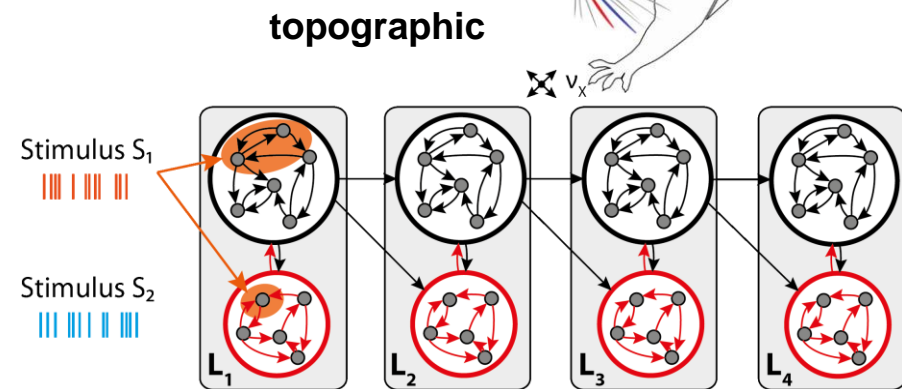 topographic
νX
Stimulus S1
Stimulus S2
L1
L2
L3
L4